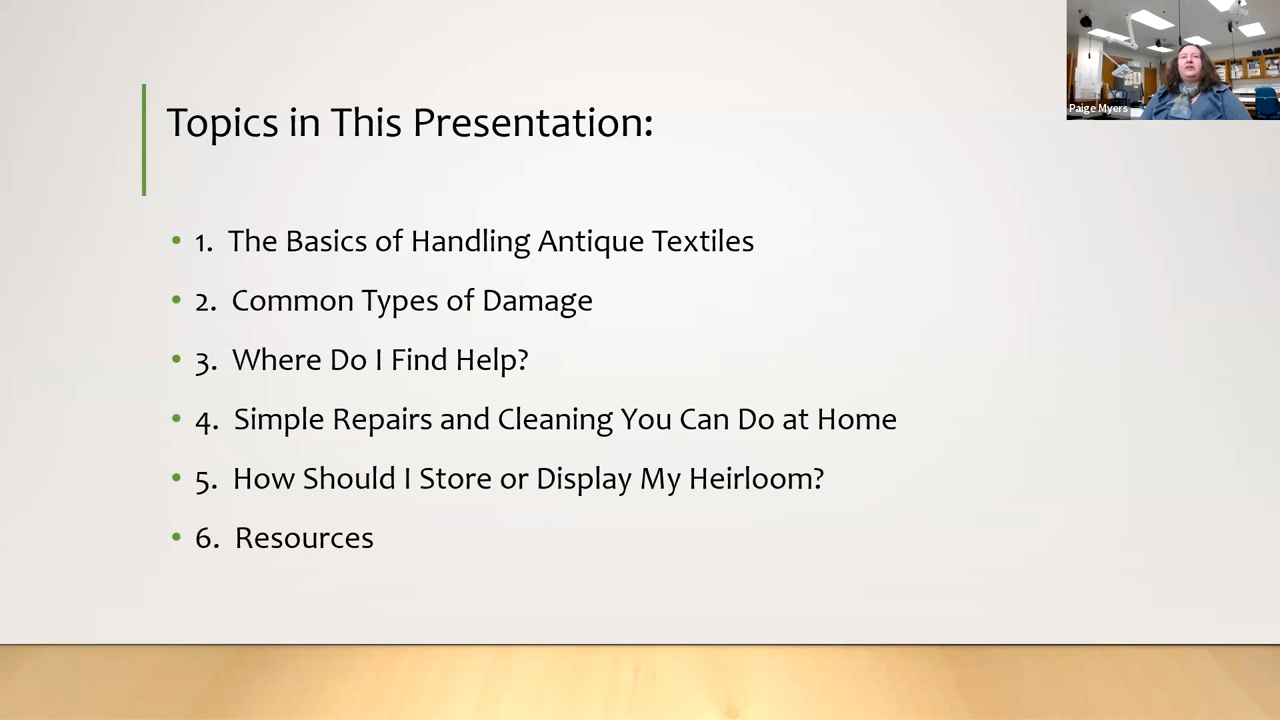 Topics in This Presentation:
Paige Myers
• 1. The Basics of Handling Antique Textiles
• 2. Common Types of Damage
• 3. Where Do I Find Help?
• 4. Simple Repairs and Cleaning You Can Do at Home
• 5. How Should I Store or Display My Heirloom?
• 6. Resources